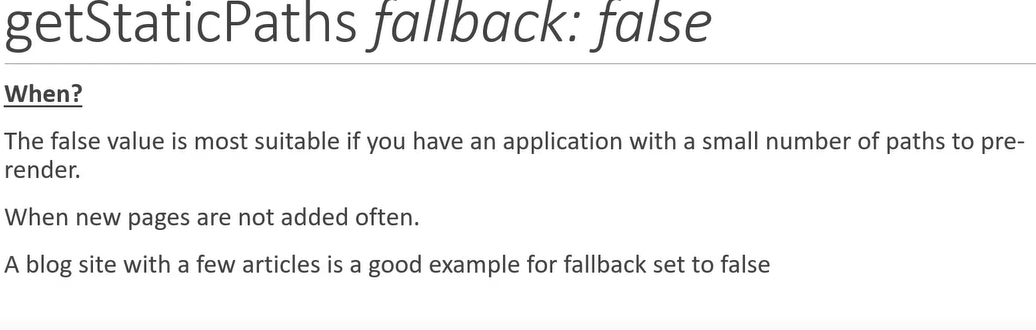 getStaticPaths fallback: false
When?
The false value is most suitable if you have an application with a small number of paths to pre-
render.
When new pages are not added often.
A blog site with a few articles is a good example for fallback set to false